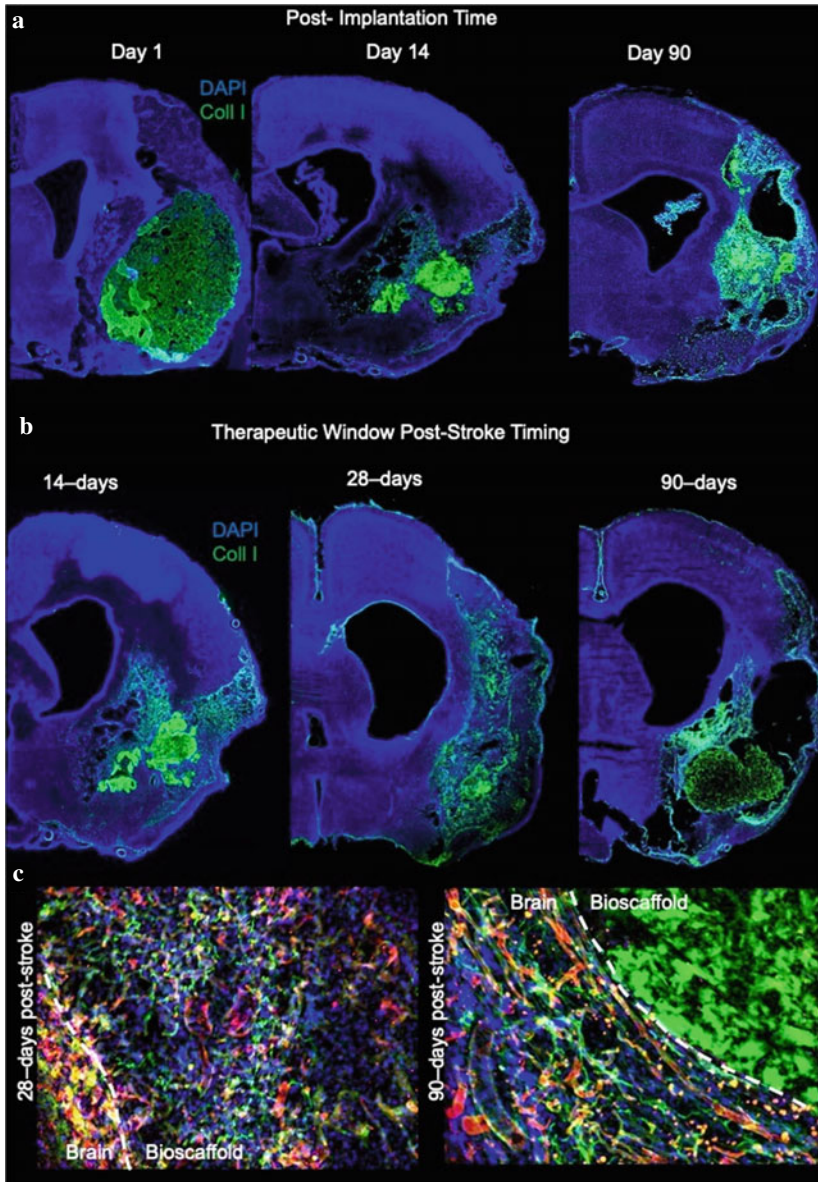 a
Post- Implantation Time
Day 1
Day 14
Day 90
DAPI
Coll I
b
Therapeutic Window Post-Stroke Timing
14–days
28–days
90–days
DAPI
Coll I
c
28–days post-stroke
Brain
Bioscaffold
90–days post-stroke
Brain
Bioscaffold